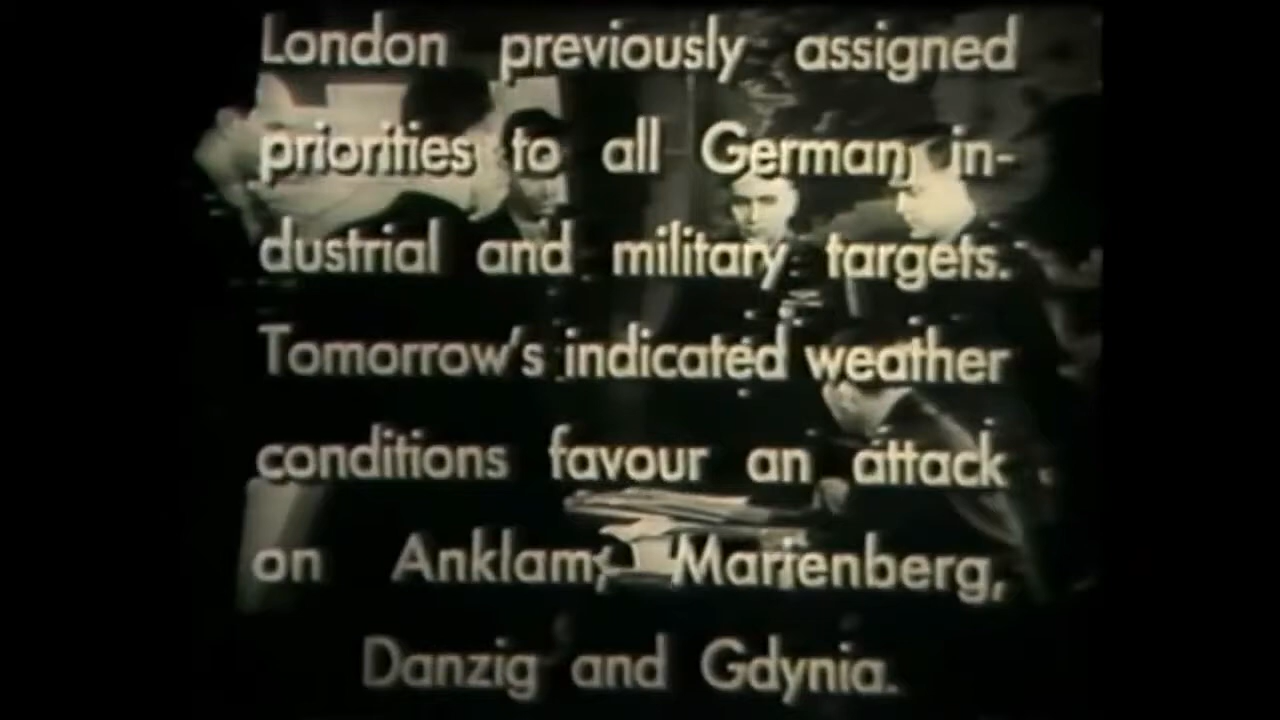 London previously assigned
priorities to all German in-
dustrial and military targets.
Tomorrow's indicated weather
conditions favour an attack
on Anklam, Marienberg,
Danzig and Gdynia.